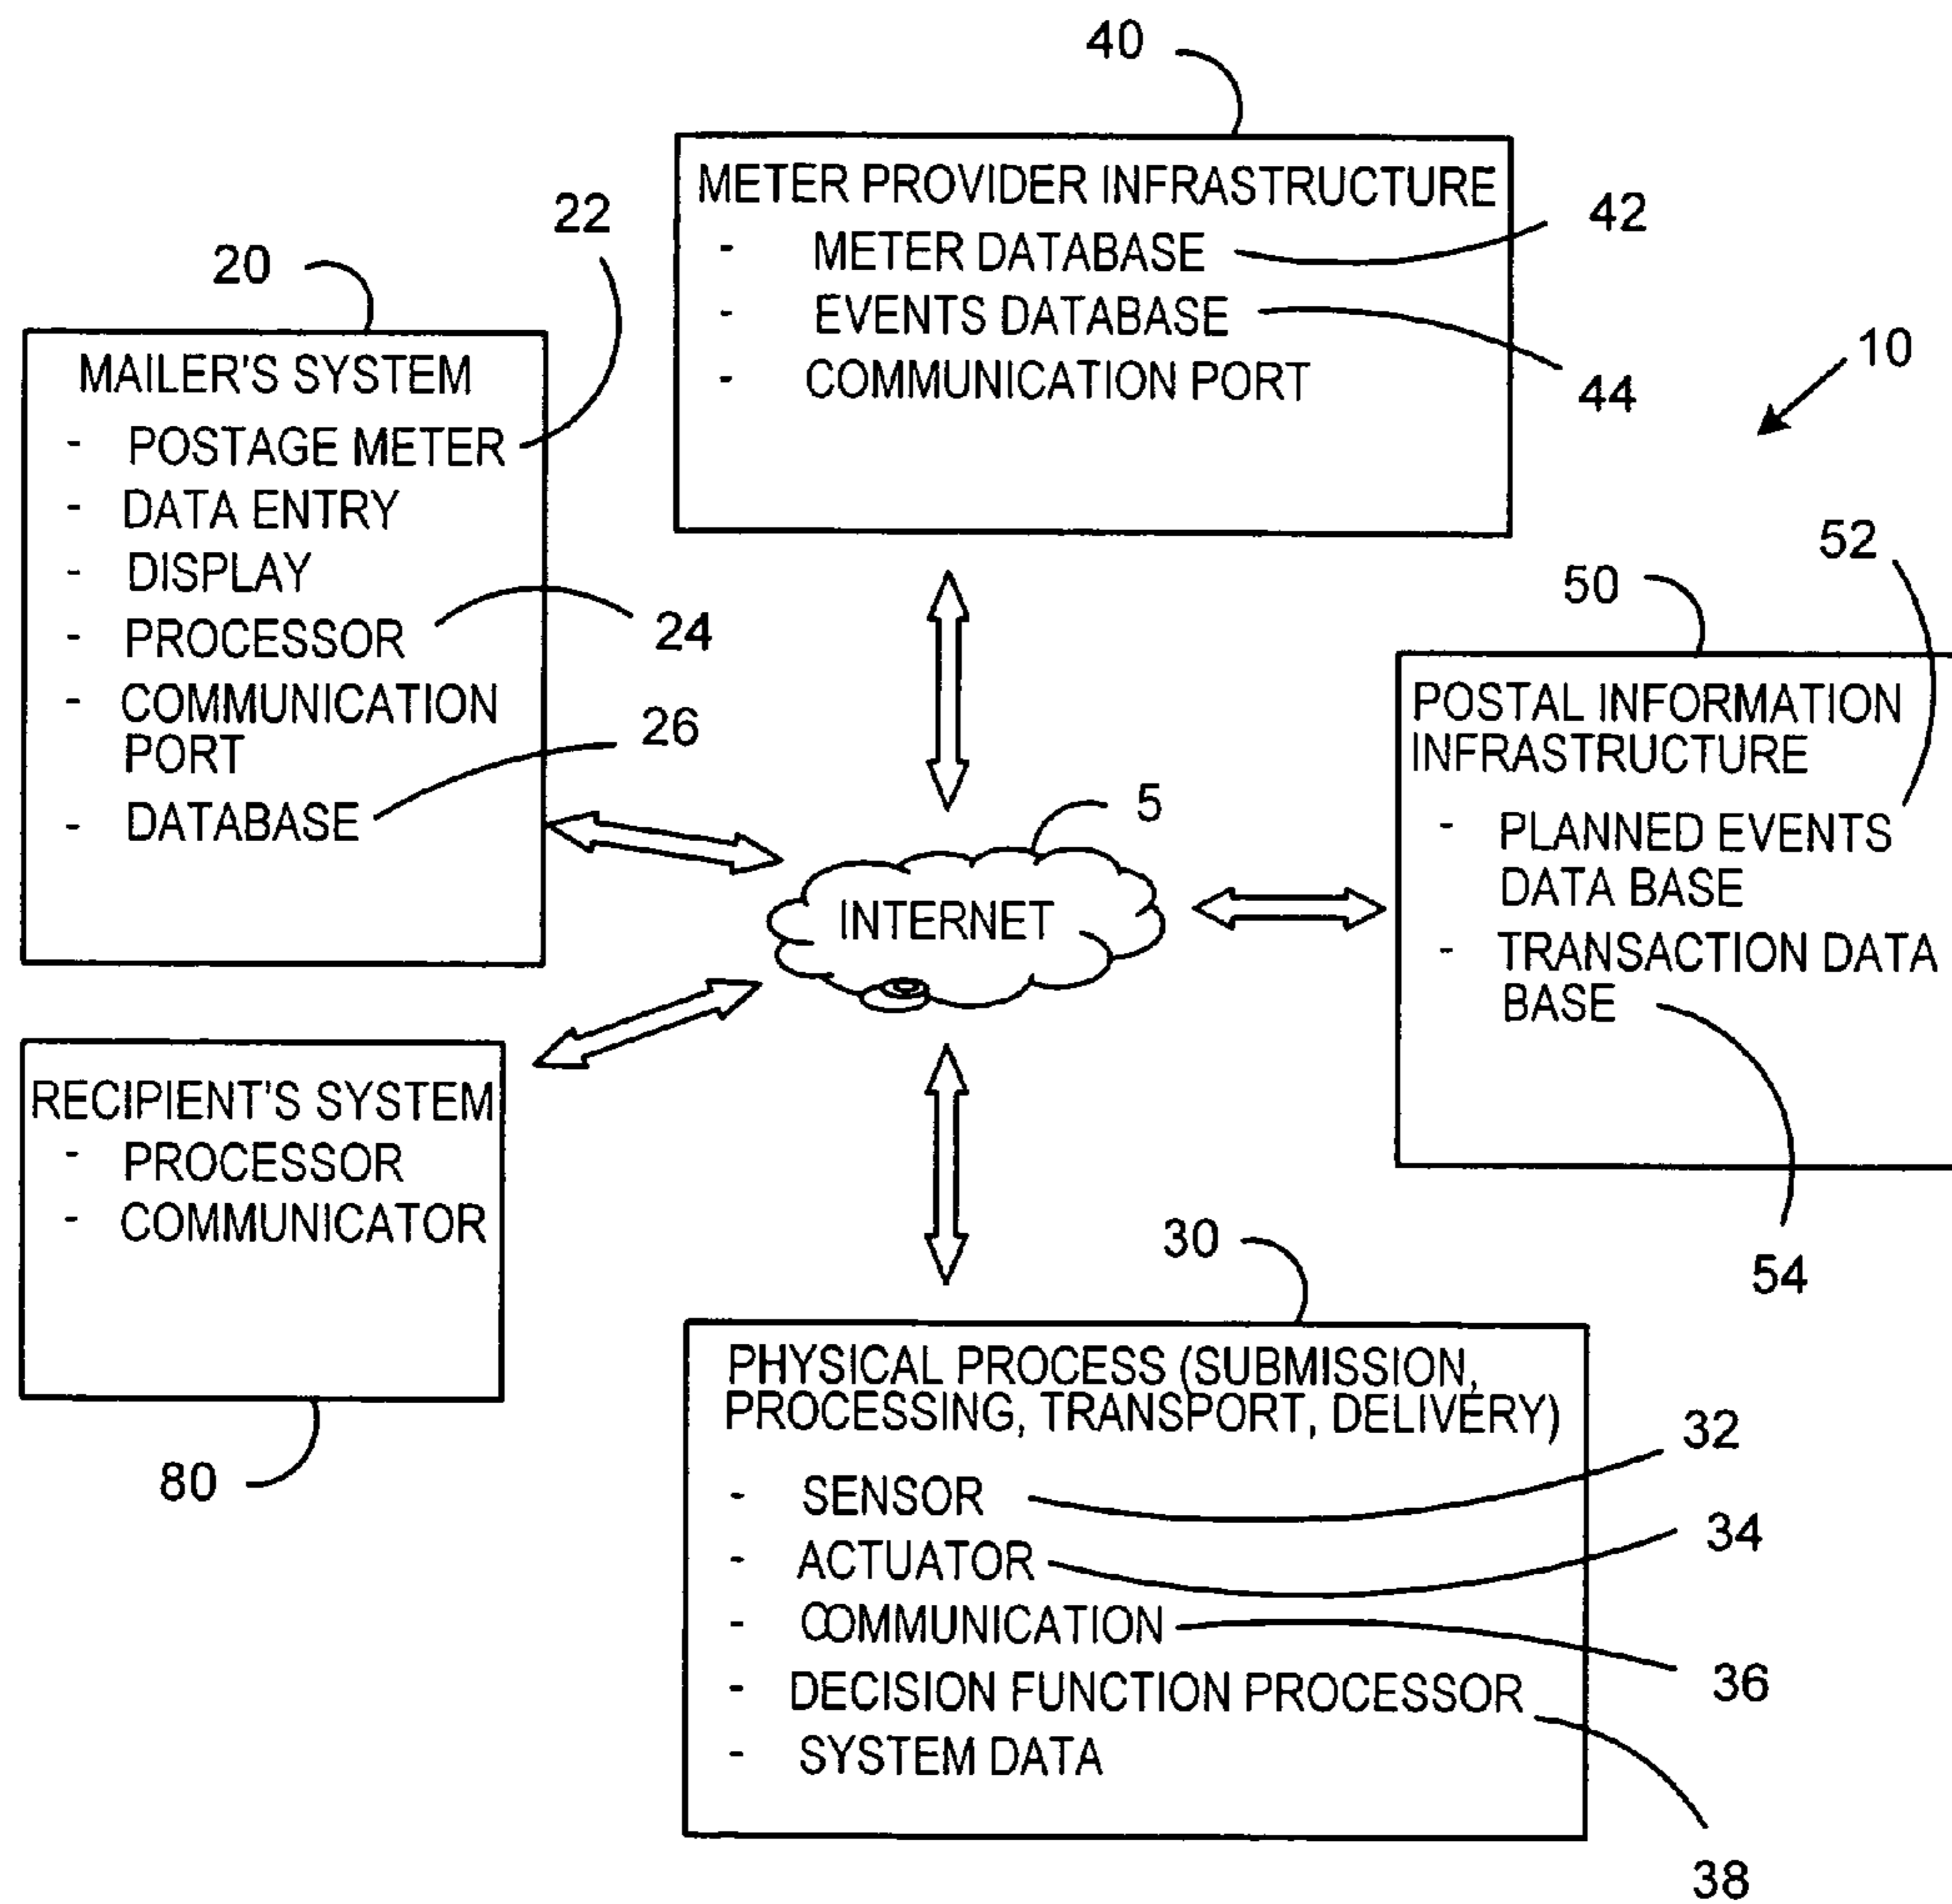 40
METER PROVIDER INFRASTRUCTURE
- METER DATABASE
42
- EVENTS DATABASE
44
- COMMUNICATION PORT
10
20
22
MAILER'S SYSTEM
- POSTAGE METER
- DATA ENTRY
- DISPLAY
- PROCESSOR
24
- COMMUNICATION
PORT
26
- DATABASE
5
INTERNET
50
52
POSTAL INFORMATION
INFRASTRUCTURE
- PLANNED EVENTS
DATA BASE
- TRANSACTION DATA
BASE
54
RECIPIENT'S SYSTEM
- PROCESSOR
- COMMUNICATOR
80
30
PHYSICAL PROCESS (SUBMISSION,
PROCESSING, TRANSPORT, DELIVERY)
- SENSOR
32
- ACTUATOR
34
- COMMUNICATION
36
- DECISION FUNCTION PROCESSOR
- SYSTEM DATA
38